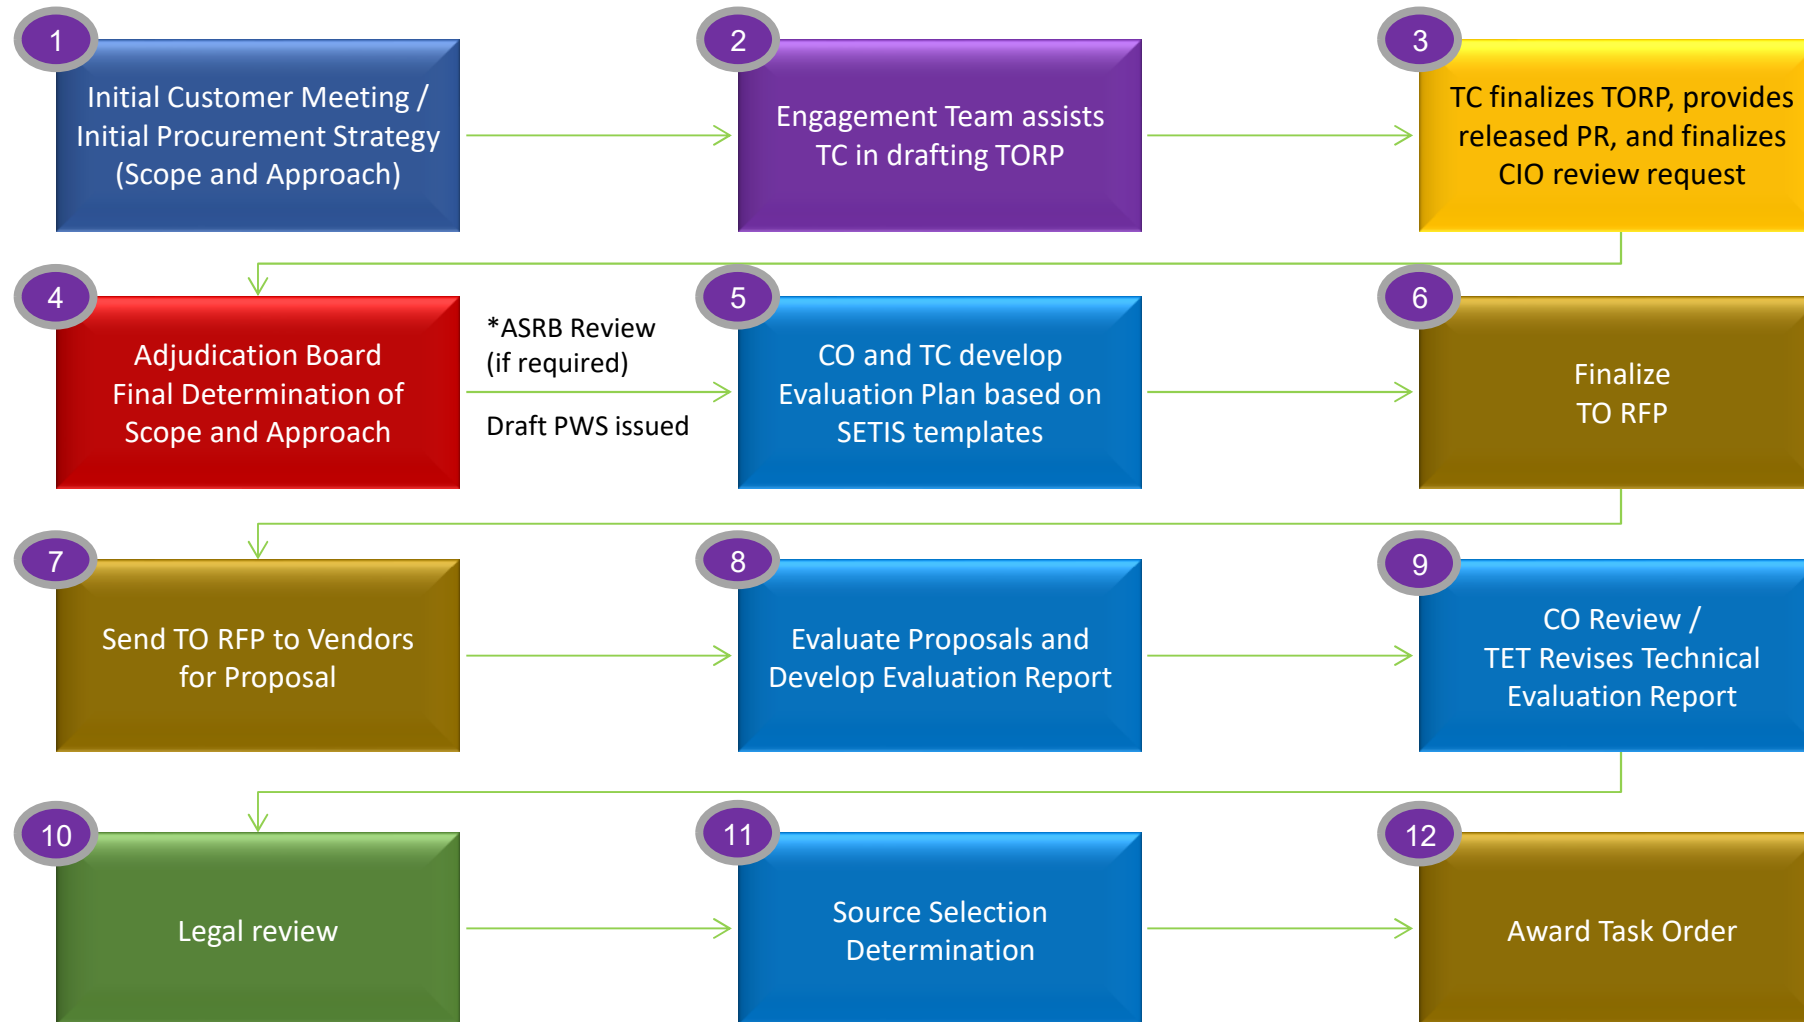 1
Initial Customer Meeting /
Initial Procurement Strategy
(Scope and Approach)
2
Engagement Team assists
TC in drafting TORP
3
TC finalizes TORP, provides
released PR, and finalizes
CIO review request
4
Adjudication Board
Final Determination of
Scope and Approach
*ASRB Review
(if required)
Draft PWS issued
5
CO and TC develop
Evaluation Plan based on
SETIS templates
6
Finalize
TO RFP
7
Send TO RFP to Vendors
for Proposal
8
Evaluate Proposals and
Develop Evaluation Report
9
CO Review /
TET Revises Technical
Evaluation Report
10
Legal review
11
Source Selection
Determination
12
Award Task Order